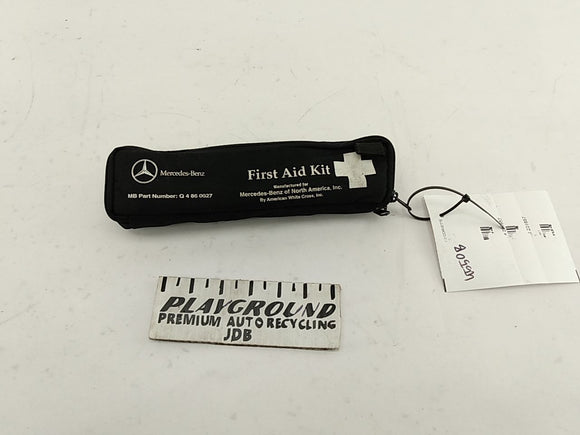 Mercedes-Benz
MB Part Number: Q 4 86 0027
First Aid Kit
Manufactured for
Mercedes-Benz of North America, Inc.
By American White Cross, Inc.
PLAYGROUND
PREMIUM AUTO RECYCLING
JDB